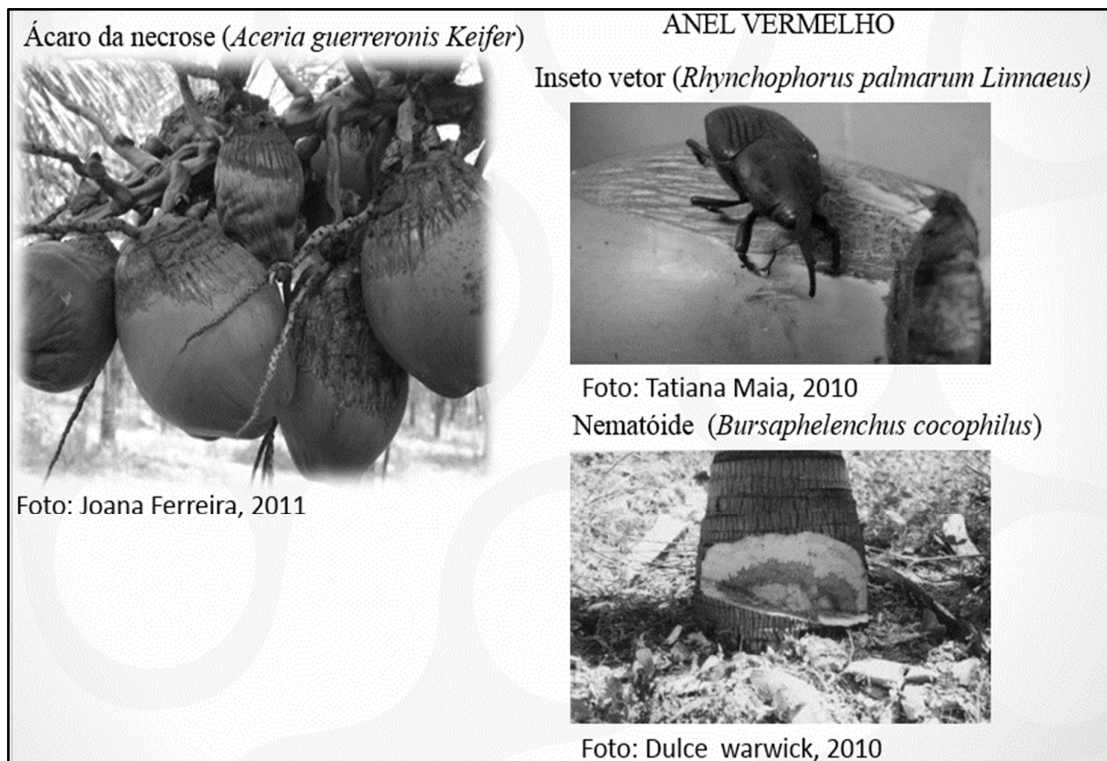 Ácaro da necrose (Aceria guerreronis Keifer)
Foto: Joana Ferreira, 2011
ANEL VERMELHO
Inseto vetor (Rhynchophorus palmarum Linnaeus)
Foto: Tatiana Maia, 2010
Nematóide (Bursaphelenchus cocophilus)
Foto: Dulce warwick, 2010